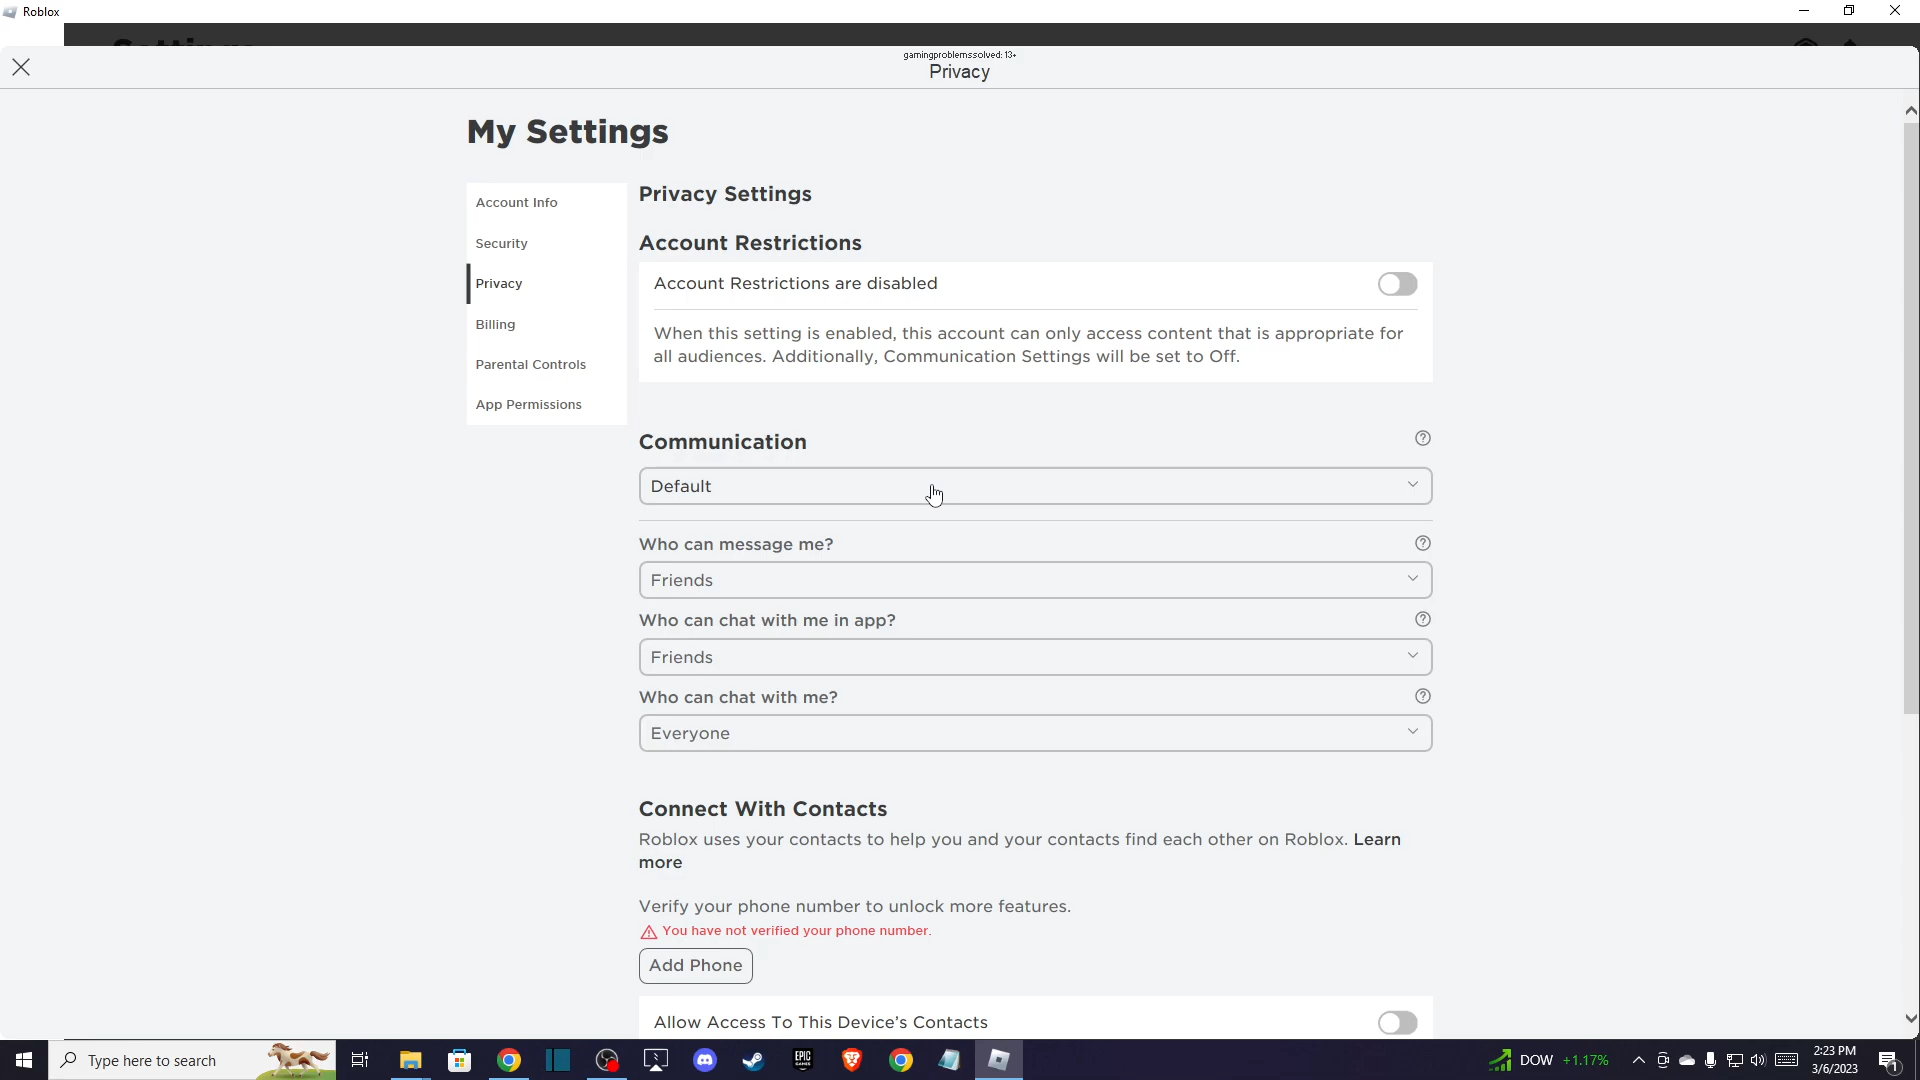 Roblox
gamingproblemssolved: 13+
Privacy
My Settings
Account Info
Security
Privacy
Billing
Parental Controls
App Permissions
Privacy Settings
Account Restrictions
Account Restrictions are disabled
When this setting is enabled, this account can only access content that is appropriate for
all audiences. Additionally, Communication Settings will be set to Off.
Communication
Default
Who can message me?
Friends
Who can chat with me in app?
Friends
Who can chat with me?
Everyone
Connect With Contacts
Roblox uses your contacts to help you and your contacts find each other on Roblox. Learn
more
Verify your phone number to unlock more features.
You have not verified your phone number.
Add Phone
Allow Access To This Device's Contacts
Type here to search
EPIC
GAMES
DOW +1.17%
2:23 PM
3/6/2023
1